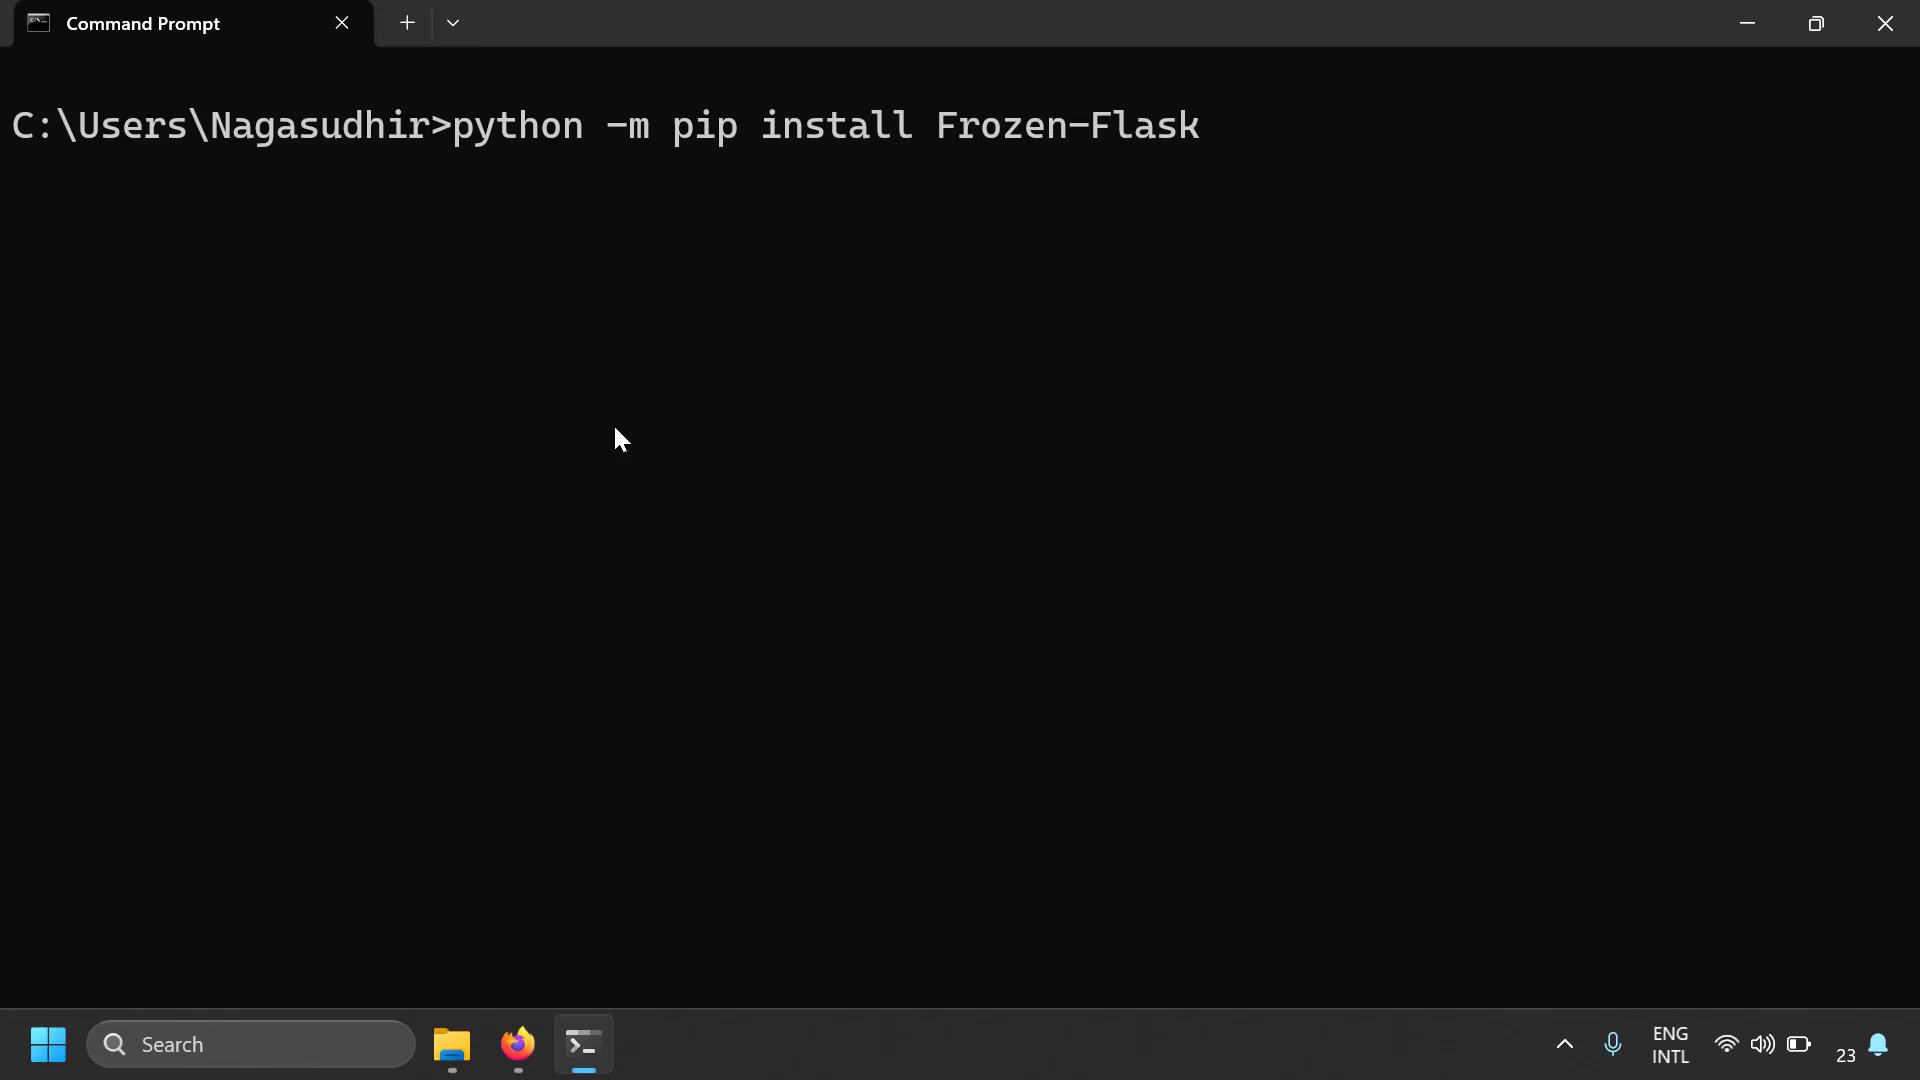 Command Prompt
C:\Users\Nagasudhir>python -m pip install Frozen-Flask
Search
ENG
INTL
23